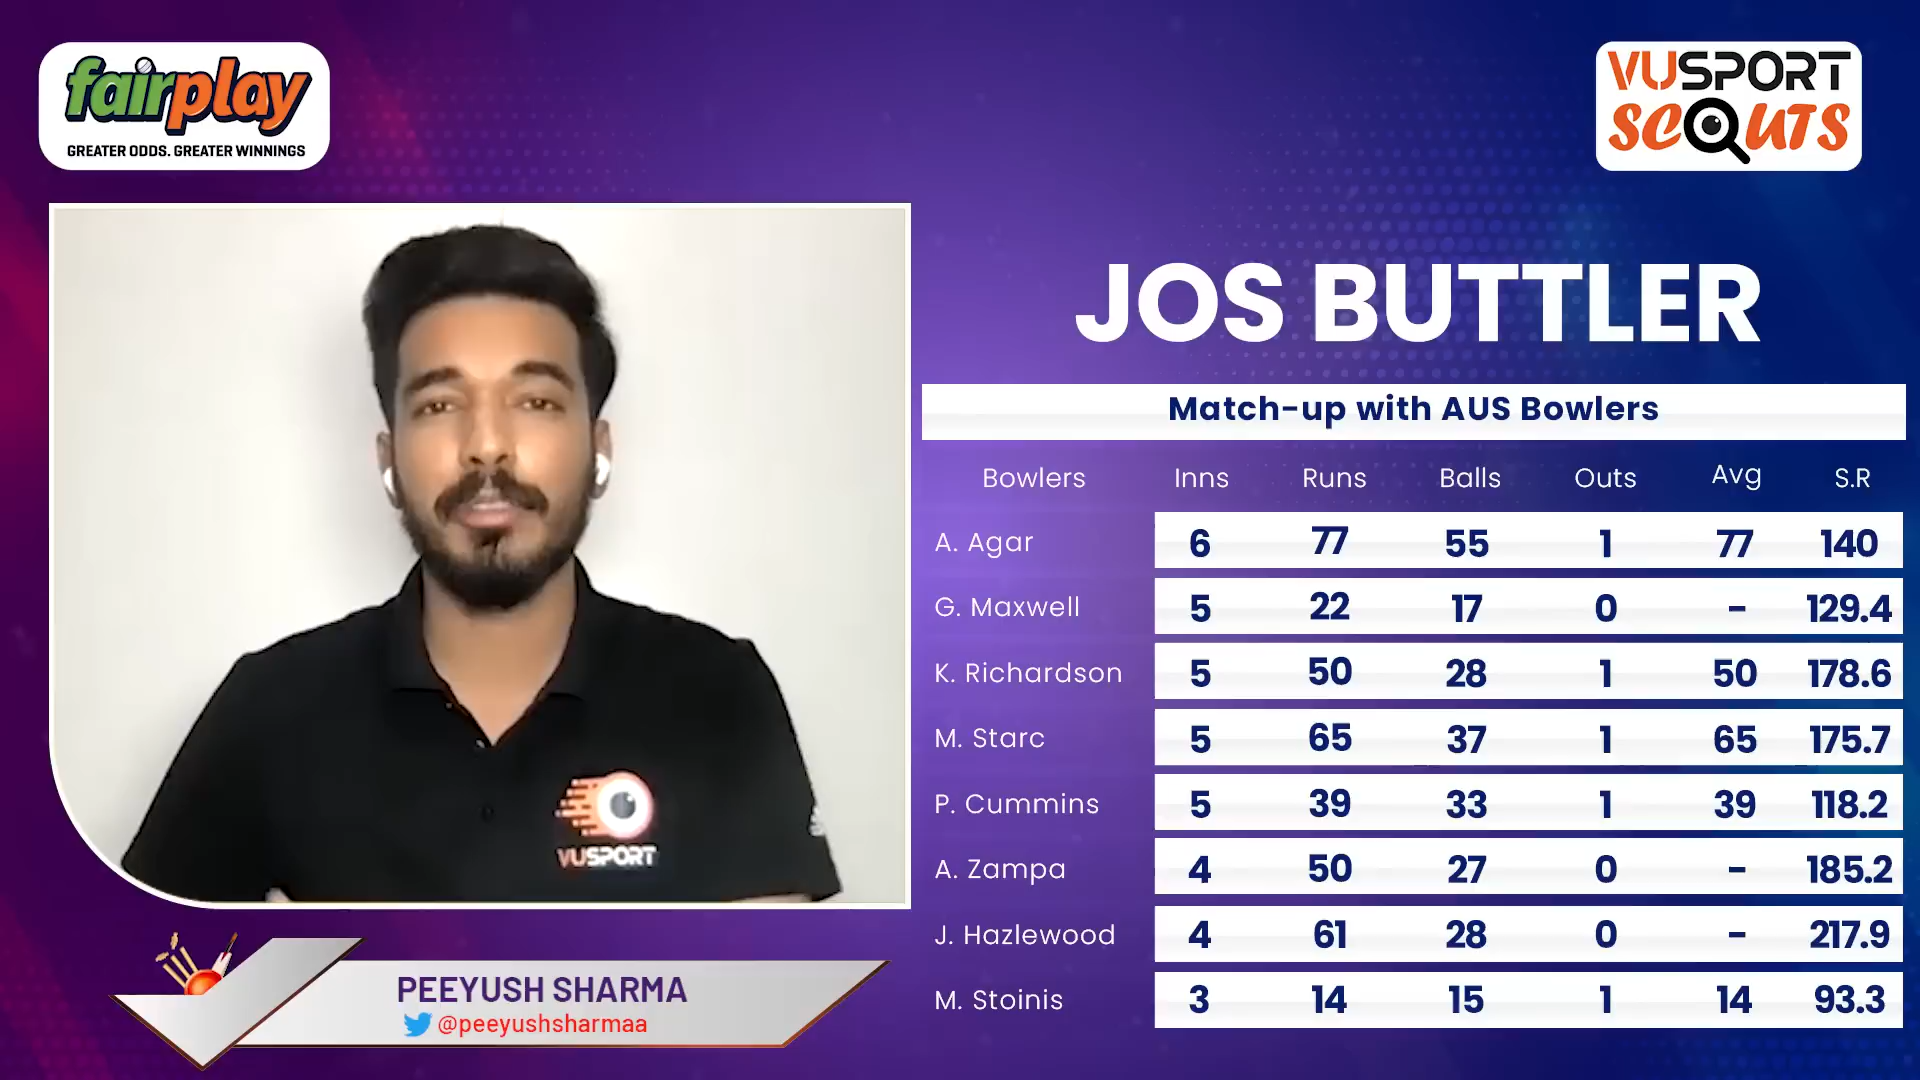 fairplay
GREATER ODDS. GREATER WINNINGS
VUSPORT
SCOUTS
JOS BUTTLER
Match-up with AUS Bowlers
Bowlers Inns Runs Balls Outs Avg S.R
A. Agar 6 77 55 1 77 140
G. Maxwell 5 22 17 0 - 129.4
K. Richardson 5 50 28 1 50 178.6
M. Starc 5 65 37 1 65 175.7
P. Cummins 5 39 33 1 39 118.2
A. Zampa 4 50 27 0 - 185.2
J. Hazlewood 4 61 28 0 - 217.9
M. Stoinis 3 14 15 1 14 93.3
VUSPORT
PEEYUSH SHARMA
@peeyushsharmaa